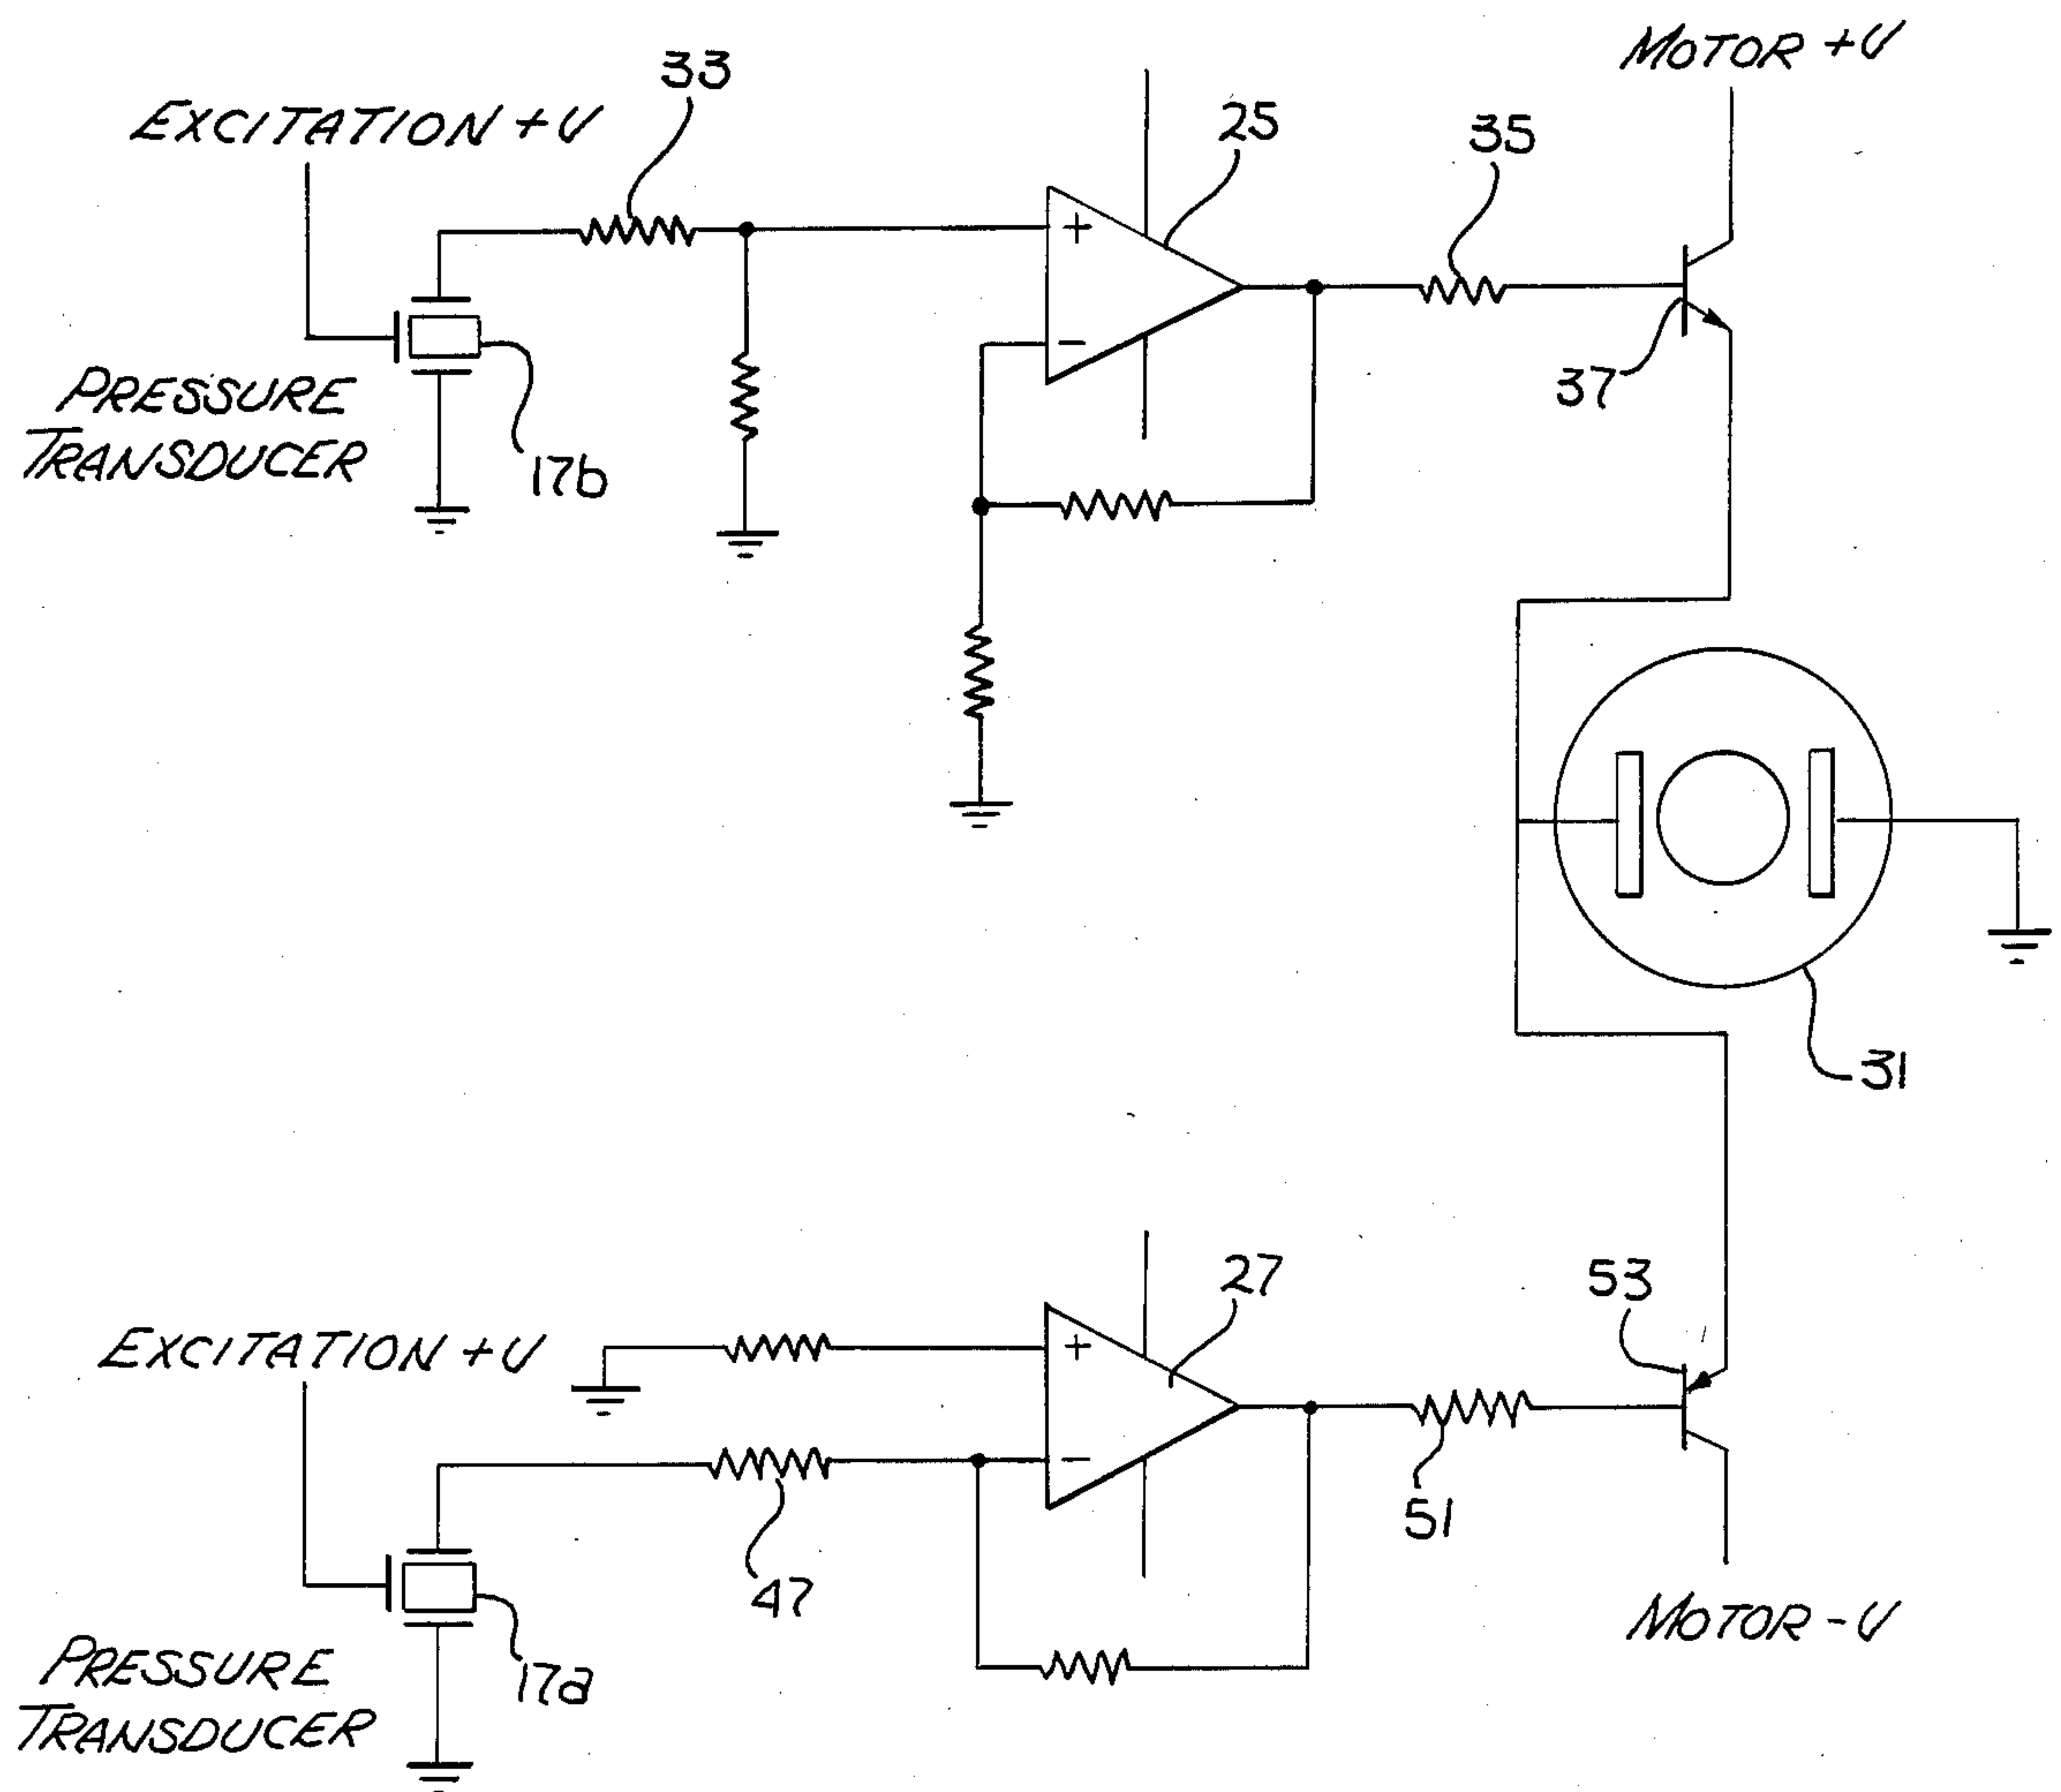 MOTOR +V
33
EXCITATION +V
25
35
+
-
37
PRESSURE
TRANSDUCER
17b
31
27
53
EXCITATION +V
+
-
51
47
MOTOR -V
PRESSURE
TRANSDUCER
17a